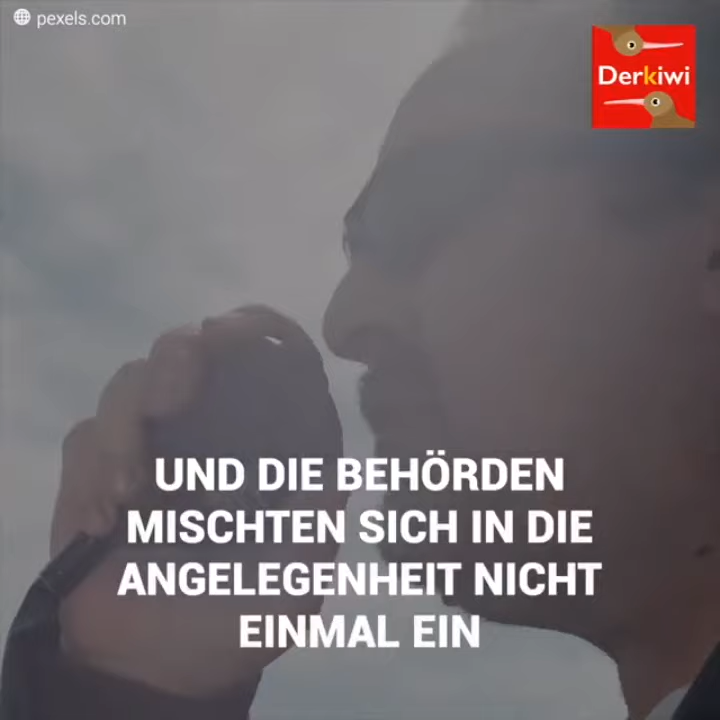 pexels.com
Derkiwi
UND DIE BEHÖRDEN
MISCHTEN SICH IN DIE
ANGELEGENHEIT NICHT
EINMAL EIN